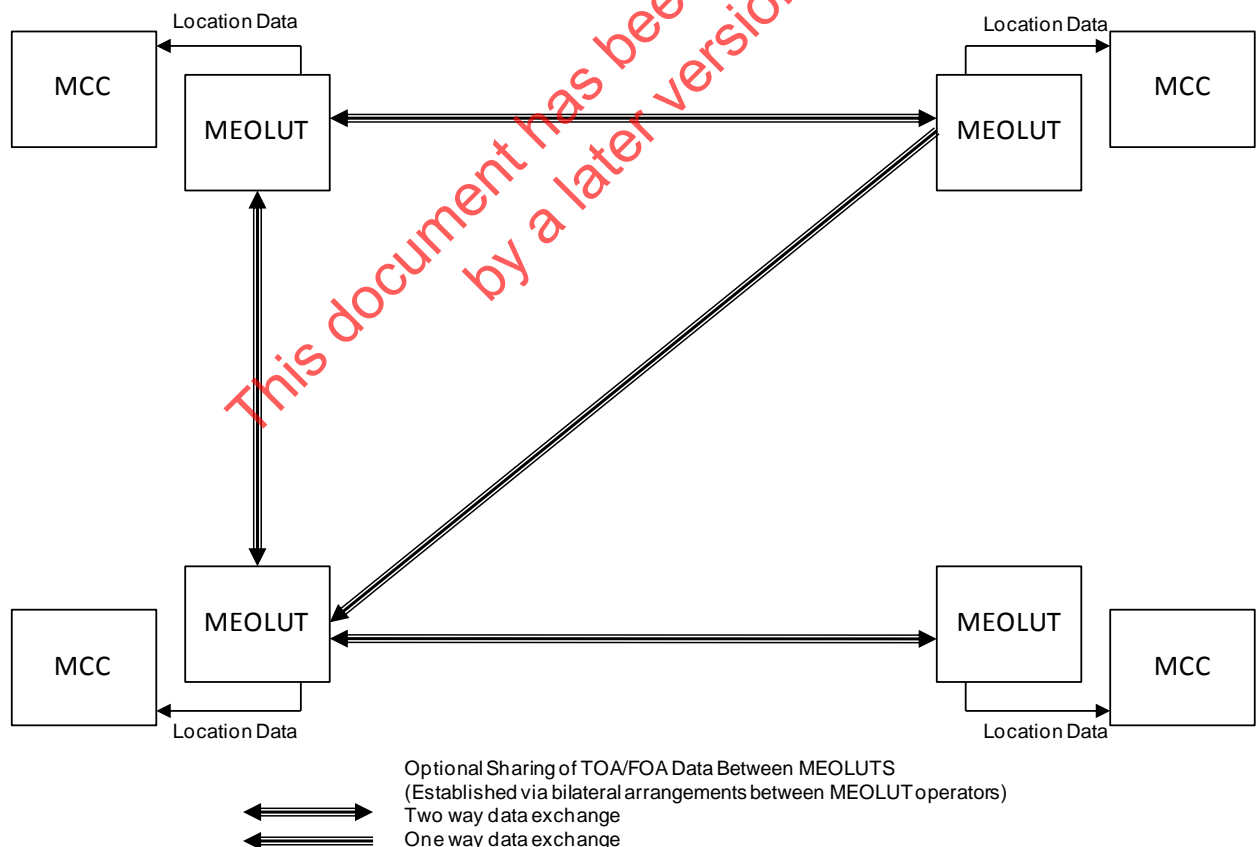 Location Data
Location Data
MCC
MEOLUT
MEOLUT
MCC
This document has been
by a later version
MCC
MEOLUT
MEOLUT
MCC
Location Data
Location Data
Optional Sharing of TOA/FOA Data Between MEOLUTS
(Established via bilateral arrangements between MEOLUT operators)
Two way data exchange
One way data exchange